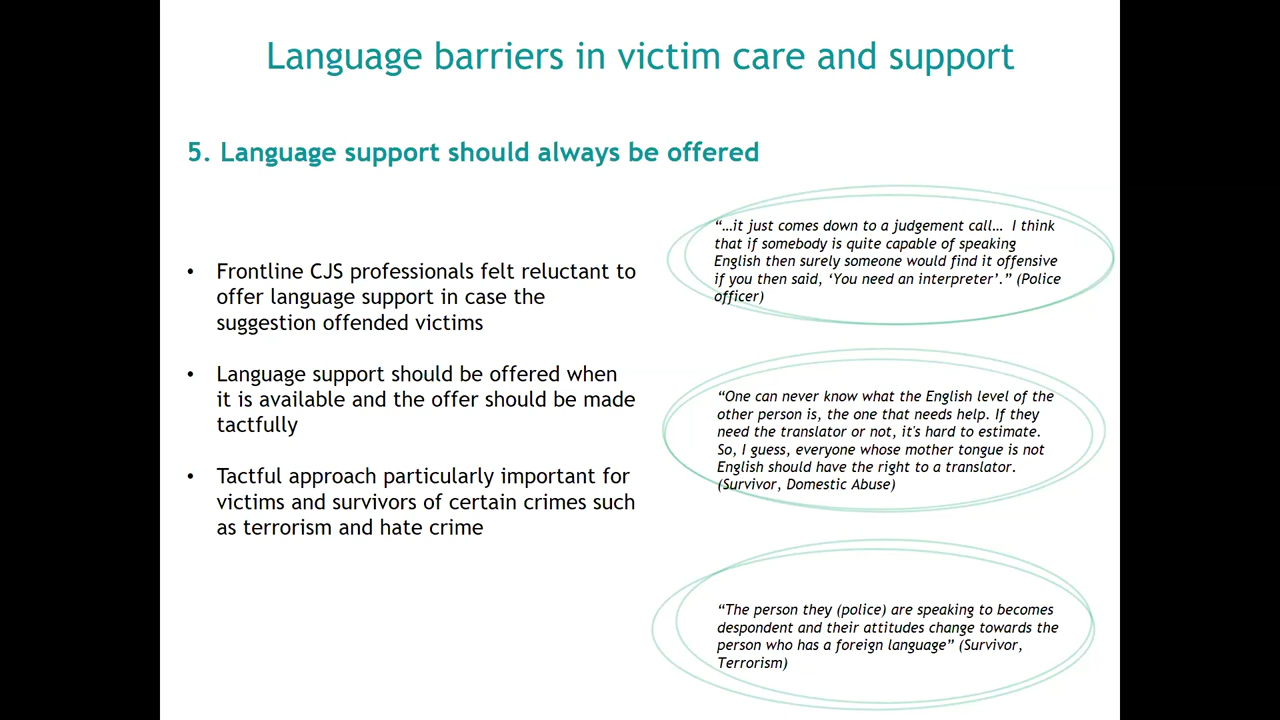 Language barriers in victim care and support
5. Language support should always be offered
• Frontline CJS professionals felt reluctant to
offer language support in case the
suggestion offended victims
• Language support should be offered when
it is available and the offer should be made
tactfully
• Tactful approach particularly important for
victims and survivors of certain crimes such
as terrorism and hate crime
“…it just comes down to a judgement call… I think
that if somebody is quite capable of speaking
English then surely someone would find it offensive
if you then said, ‘You need an interpreter’.” (Police
officer)
“One can never know what the English level of the
other person is, the one that needs help. If they
need the translator or not, it's hard to estimate.
So, I guess, everyone whose mother tongue is not
English should have the right to a translator.
(Survivor, Domestic Abuse)
“The person they (police) are speaking to becomes
despondent and their attitudes change towards the
person who has a foreign language” (Survivor,
Terrorism)